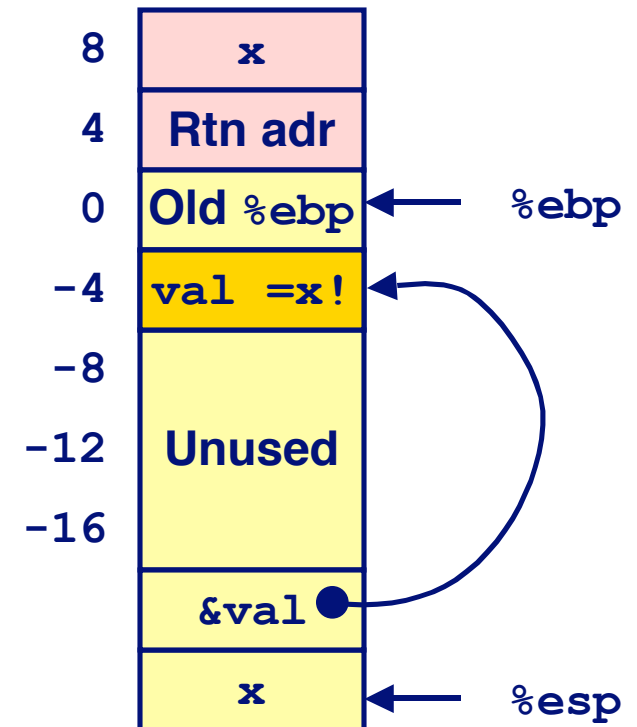 8 x
4 Rtn adr
0 Old %ebp %ebp
-4 val =x!
-8
-12 Unused
-16
&val
x %esp